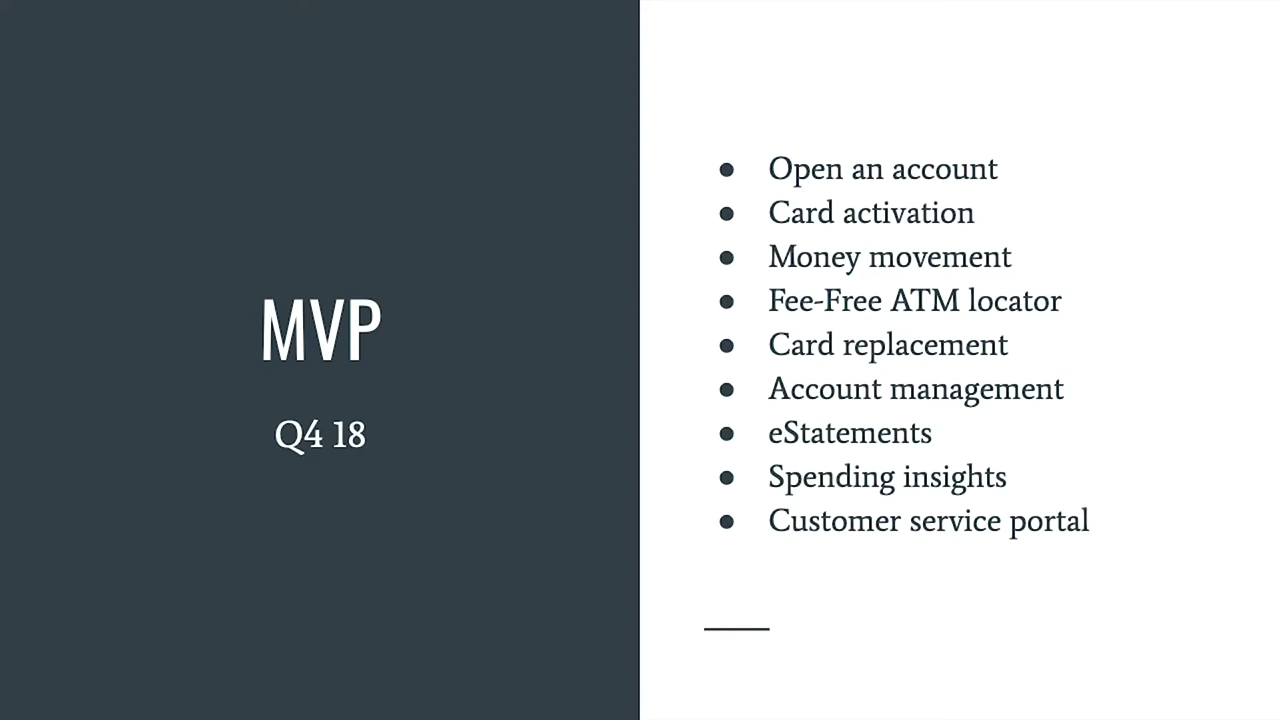 MVP
Q4 18
● Open an account
● Card activation
● Money movement
● Fee-Free ATM locator
● Card replacement
● Account management
● eStatements
● Spending insights
● Customer service portal